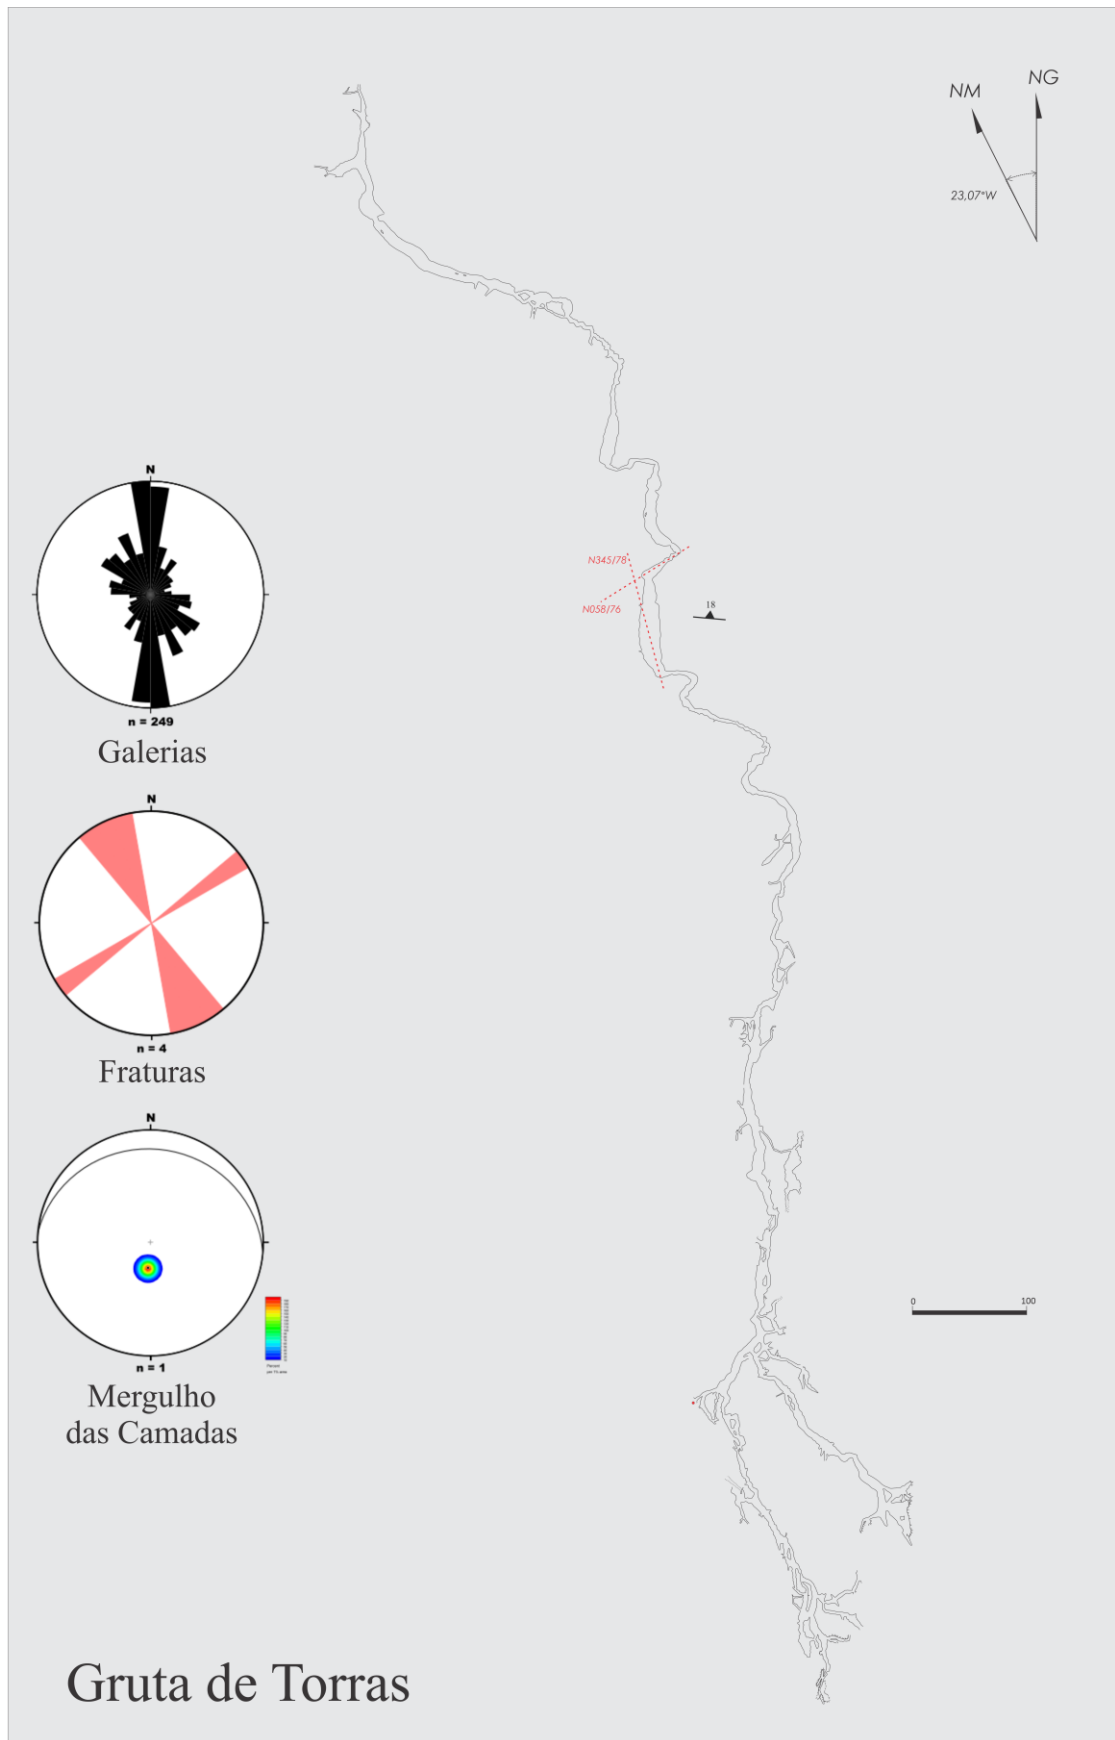 NM
NG
23,07°W
N
n = 249
Galerias
N345/78
N058/76
18
N
n = 4
Fraturas
N
n = 1
Mergulho
das Camadas
0 100
Gruta de Torras